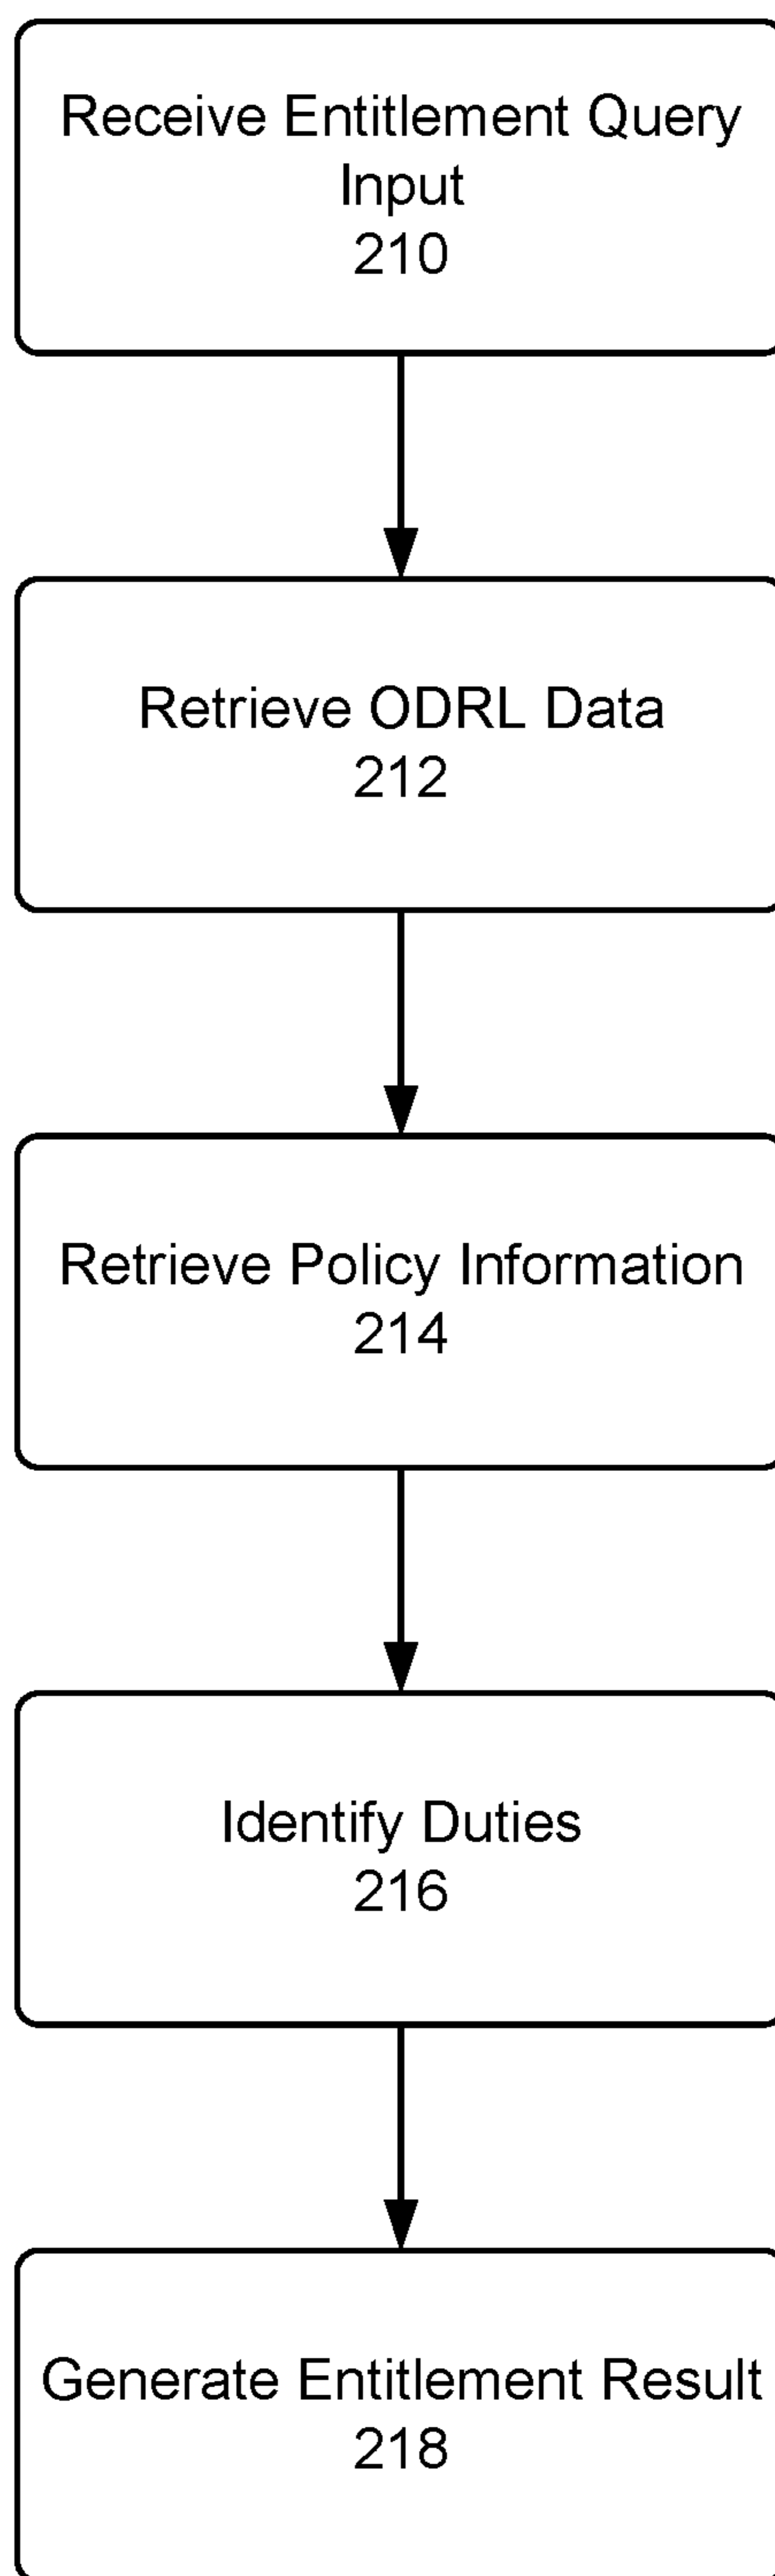 Receive Entitlement Query
Input
210
Retrieve ODRL Data
212
Retrieve Policy Information
214
Identify Duties
216
Generate Entitlement Result
218